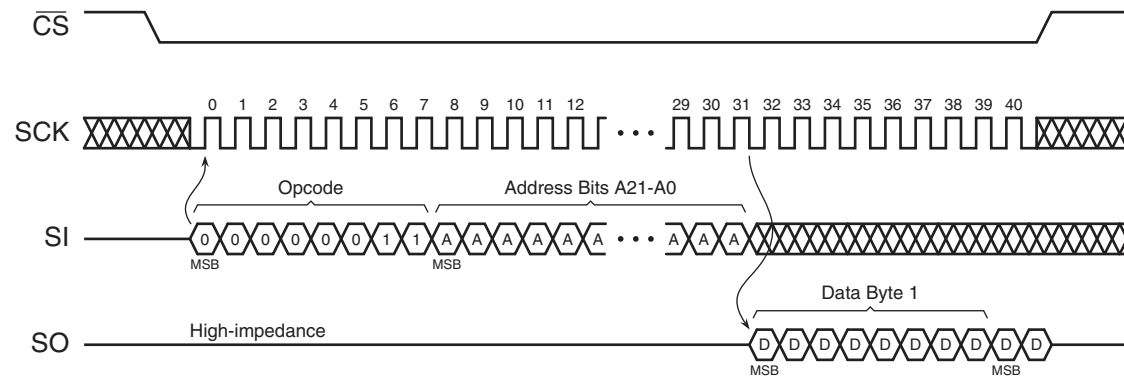 CS
0 1 2 3 4 5 6 7 8 9 10 11 12 29 30 31 32 33 34 35 36 37 38 39 40
SCK
Opcode Address Bits A21-A0
SI 0 0 0 0 0 0 1 1 A A A A A A A A A
MSB MSB
Data Byte 1
High-impedance
SO D D D D D D D D D D
MSB MSB